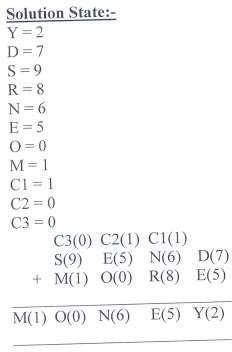 Solution State:-
Y = 2
D = 7
S = 9
R = 8
N = 6
E = 5
O = 0
M = 1
C1 = 1
C2 = 0
C3 = 0
C3(0) C2(1) C1(1)
S(9) E(5) N(6) D(7)
+ M(1) O(0) R(8) E(5)
M(1) O(0) N(6) E(5) Y(2)